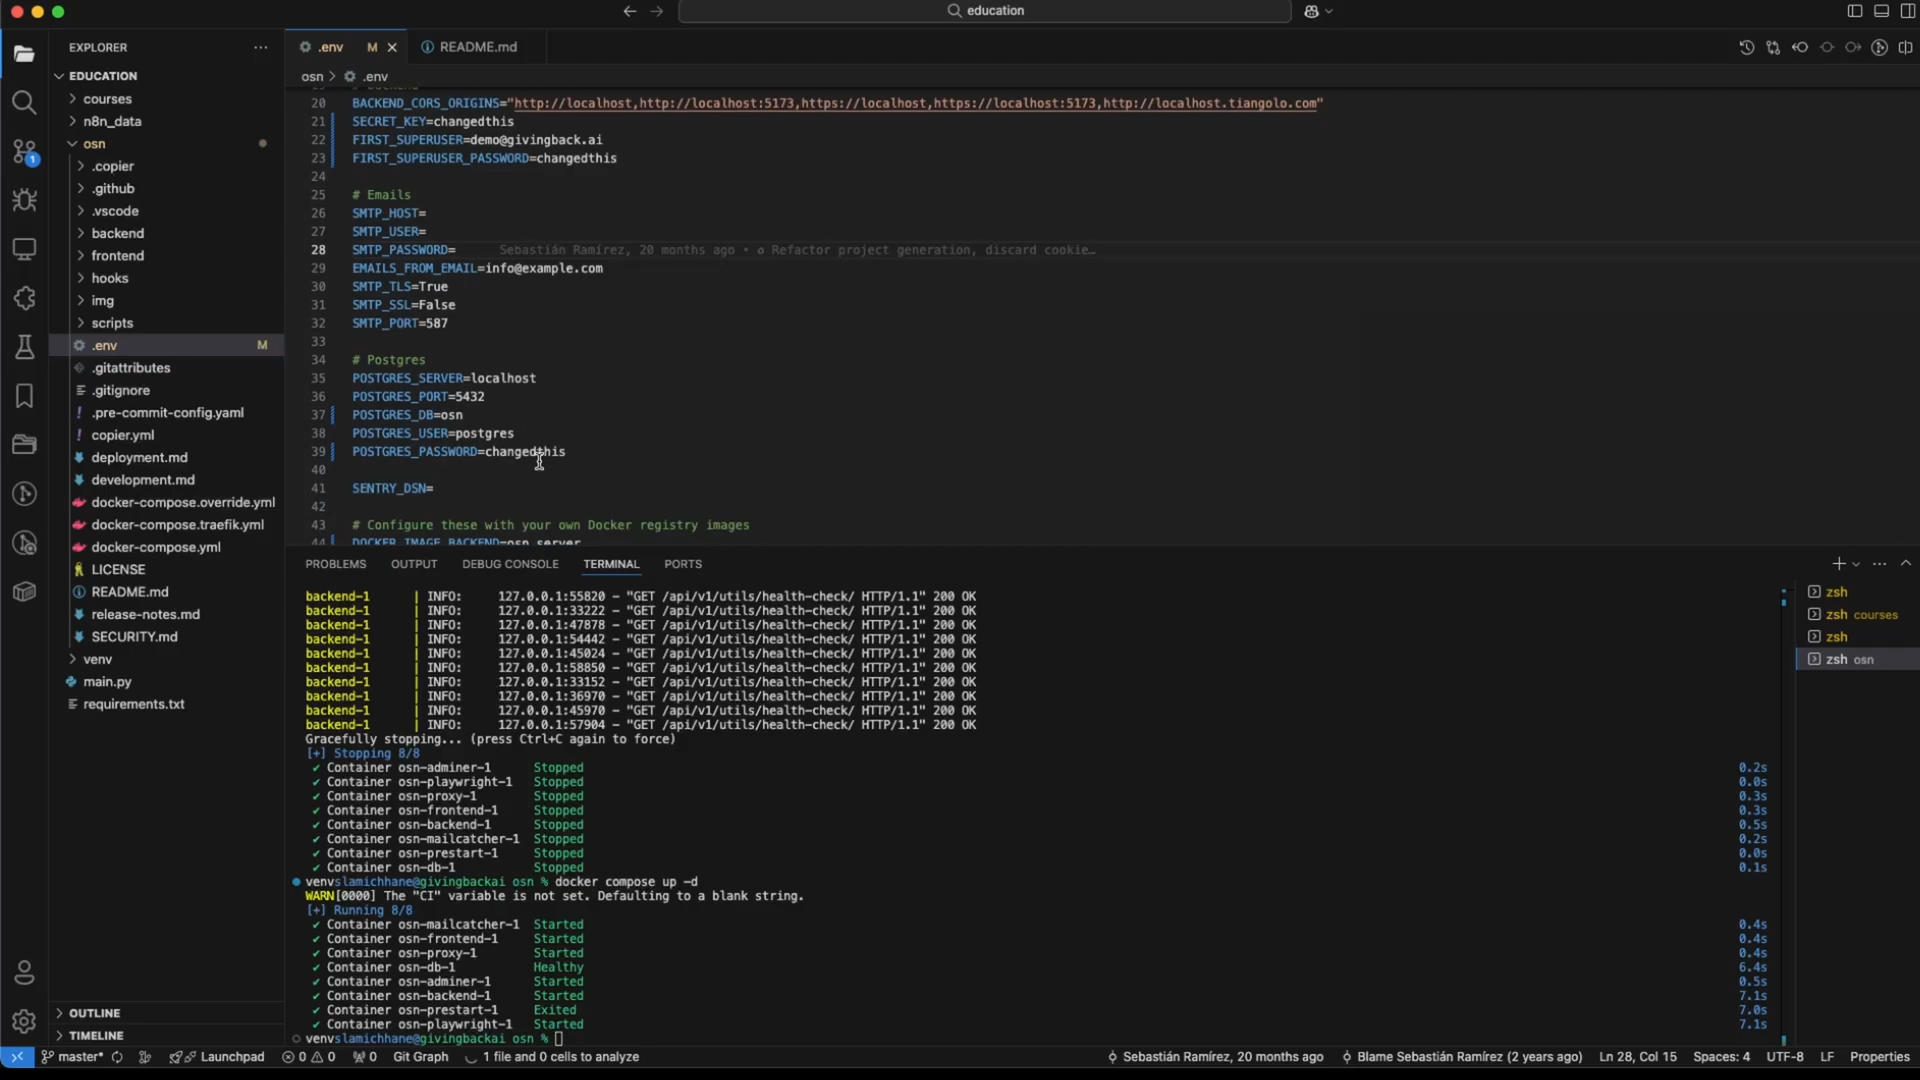 education
EXPLORER
.env M
README.md
EDUCATION
courses
n8n_data
osn
.copier
.github
.vscode
backend
frontend
hooks
img
scripts
.env M
.gitattributes
.gitignore
.pre-commit-config.yaml
copier.yml
deployment.md
development.md
docker-compose.override.yml
docker-compose.traefik.yml
docker-compose.yml
LICENSE
README.md
release-notes.md
SECURITY.md
venv
main.py
requirements.txt
OUTLINE
TIMELINE
osn > .env
20 BACKEND_CORS_ORIGINS="http://localhost,http://localhost:5173,https://localhost,https://localhost:5173,http://localhost.tiangolo.com"
21 SECRET_KEY=changedthis
22 FIRST_SUPERUSER=demo@givingback.ai
23 FIRST_SUPERUSER_PASSWORD=changedthis
24
25 # Emails
26 SMTP_HOST=
27 SMTP_USER=
28 SMTP_PASSWORD= Sebastián Ramírez, 20 months ago • Refactor project generation, discard cookie…
29 EMAILS_FROM_EMAIL=info@example.com
30 SMTP_TLS=True
31 SMTP_SSL=False
32 SMTP_PORT=587
33
34 # Postgres
35 POSTGRES_SERVER=localhost
36 POSTGRES_PORT=5432
37 POSTGRES_DB=osn
38 POSTGRES_USER=postgres
39 POSTGRES_PASSWORD=changedthis
40
41 SENTRY_DSN=
42
43 # Configure these with your own Docker registry images
44 DOCKER_IMAGE_BACKEND=osn server
PROBLEMS OUTPUT DEBUG CONSOLE TERMINAL PORTS
backend-1 | INFO: 127.0.0.1:55820 - "GET /api/v1/utils/health-check/ HTTP/1.1" 200 OK
backend-1 | INFO: 127.0.0.1:33222 - "GET /api/v1/utils/health-check/ HTTP/1.1" 200 OK
backend-1 | INFO: 127.0.0.1:47878 - "GET /api/v1/utils/health-check/ HTTP/1.1" 200 OK
backend-1 | INFO: 127.0.0.1:54442 - "GET /api/v1/utils/health-check/ HTTP/1.1" 200 OK
backend-1 | INFO: 127.0.0.1:45024 - "GET /api/v1/utils/health-check/ HTTP/1.1" 200 OK
backend-1 | INFO: 127.0.0.1:58850 - "GET /api/v1/utils/health-check/ HTTP/1.1" 200 OK
backend-1 | INFO: 127.0.0.1:33152 - "GET /api/v1/utils/health-check/ HTTP/1.1" 200 OK
backend-1 | INFO: 127.0.0.1:36970 - "GET /api/v1/utils/health-check/ HTTP/1.1" 200 OK
backend-1 | INFO: 127.0.0.1:45970 - "GET /api/v1/utils/health-check/ HTTP/1.1" 200 OK
backend-1 | INFO: 127.0.0.1:57904 - "GET /api/v1/utils/health-check/ HTTP/1.1" 200 OK
Gracefully stopping... (press Ctrl+C again to force)
[+] Stopping 8/8
✔ Container osn-adminer-1 Stopped 0.2s
✔ Container osn-playwright-1 Stopped 0.0s
✔ Container osn-proxy-1 Stopped 0.3s
✔ Container osn-frontend-1 Stopped 0.3s
✔ Container osn-backend-1 Stopped 0.5s
✔ Container osn-mailcatcher-1 Stopped 0.2s
✔ Container osn-prestart-1 Stopped 0.0s
✔ Container osn-db-1 Stopped 0.1s
venvslamichhane@givingbackai osn % docker compose up -d
WARN[0000] The "CI" variable is not set. Defaulting to a blank string.
[+] Running 8/8
✔ Container osn-mailcatcher-1 Started 0.4s
✔ Container osn-frontend-1 Started 0.4s
✔ Container osn-proxy-1 Started 0.4s
✔ Container osn-db-1 Healthy 6.4s
✔ Container osn-adminer-1 Started 0.5s
✔ Container osn-backend-1 Started 7.1s
✔ Container osn-prestart-1 Exited 7.0s
✔ Container osn-playwright-1 Started 7.1s
venvslamichhane@givingbackai osn %
zsh
zsh courses
zsh
zsh osn
1
master* Launchpad 0 0 0 Git Graph 1 file and 0 cells to analyze Sebastián Ramírez, 20 months ago Blame Sebastián Ramírez (2 years ago) Ln 28, Col 15 Spaces: 4 UTF-8 LF Properties